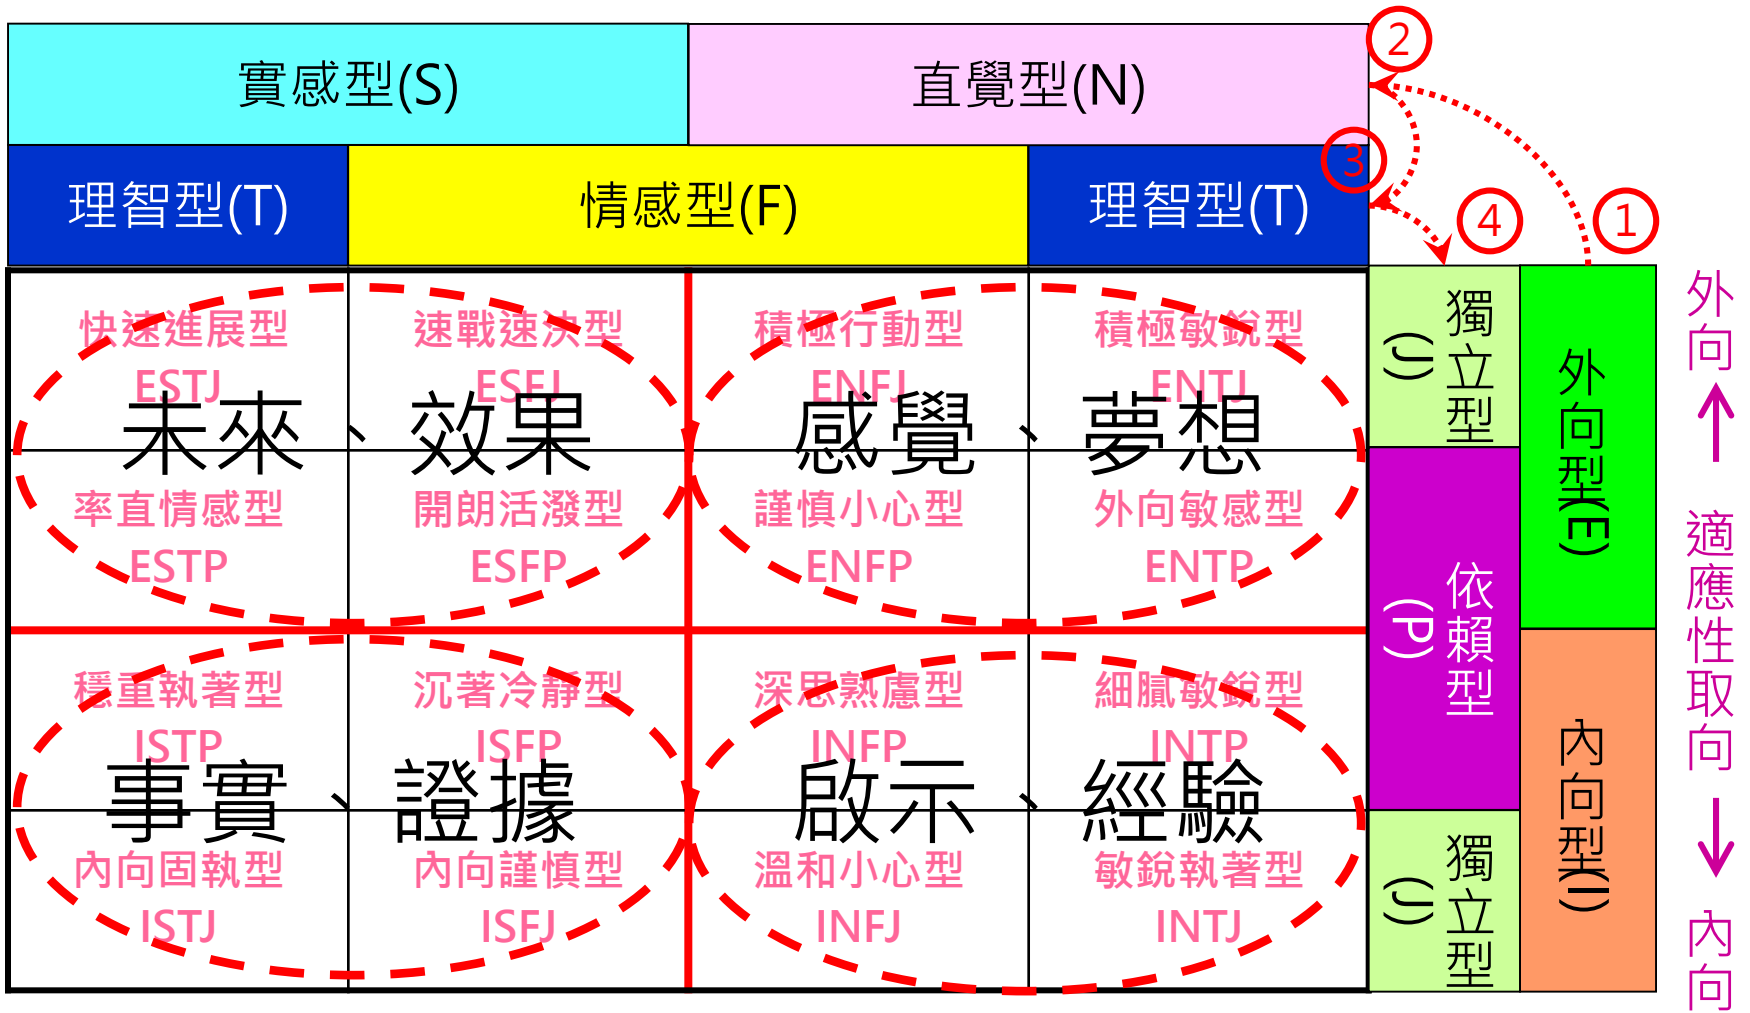 實感型(S)
直覺型(N)
②
理智型(T)
情感型(F)
理智型(T)
③
④
①
快速進展型
ESTJ
速戰速決型
ESFJ
積極行動型
ENFJ
積極敏銳型
ENTJ
未來、效果
感覺、夢想
率直情感型
ESTP
開朗活潑型
ESFP
謹慎小心型
ENFP
外向敏感型
ENTP
穩重執著型
ISTP
沉著冷靜型
ISFP
深思熟慮型
INFP
細膩敏銳型
INTP
事實、證據
啟示、經驗
內向固執型
ISTJ
內向謹慎型
ISFJ
溫和小心型
INFJ
敏銳執著型
INTJ
獨立型
(J)
依賴型
(P)
獨立型
(J)
外向型(E)
內向型(I)
外向
適應性取向
內向